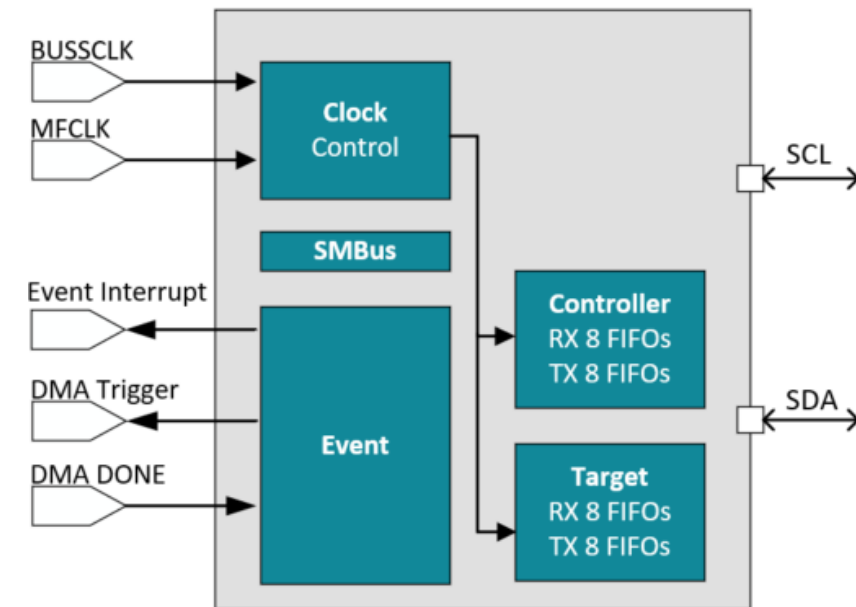 BUSSCLK
MFCLK
Clock
Control
SMBus
Event Interrupt
DMA Trigger
DMA DONE
Event
Controller
RX 8 FIFOs
TX 8 FIFOs
Target
RX 8 FIFOs
TX 8 FIFOs
SCL
SDA